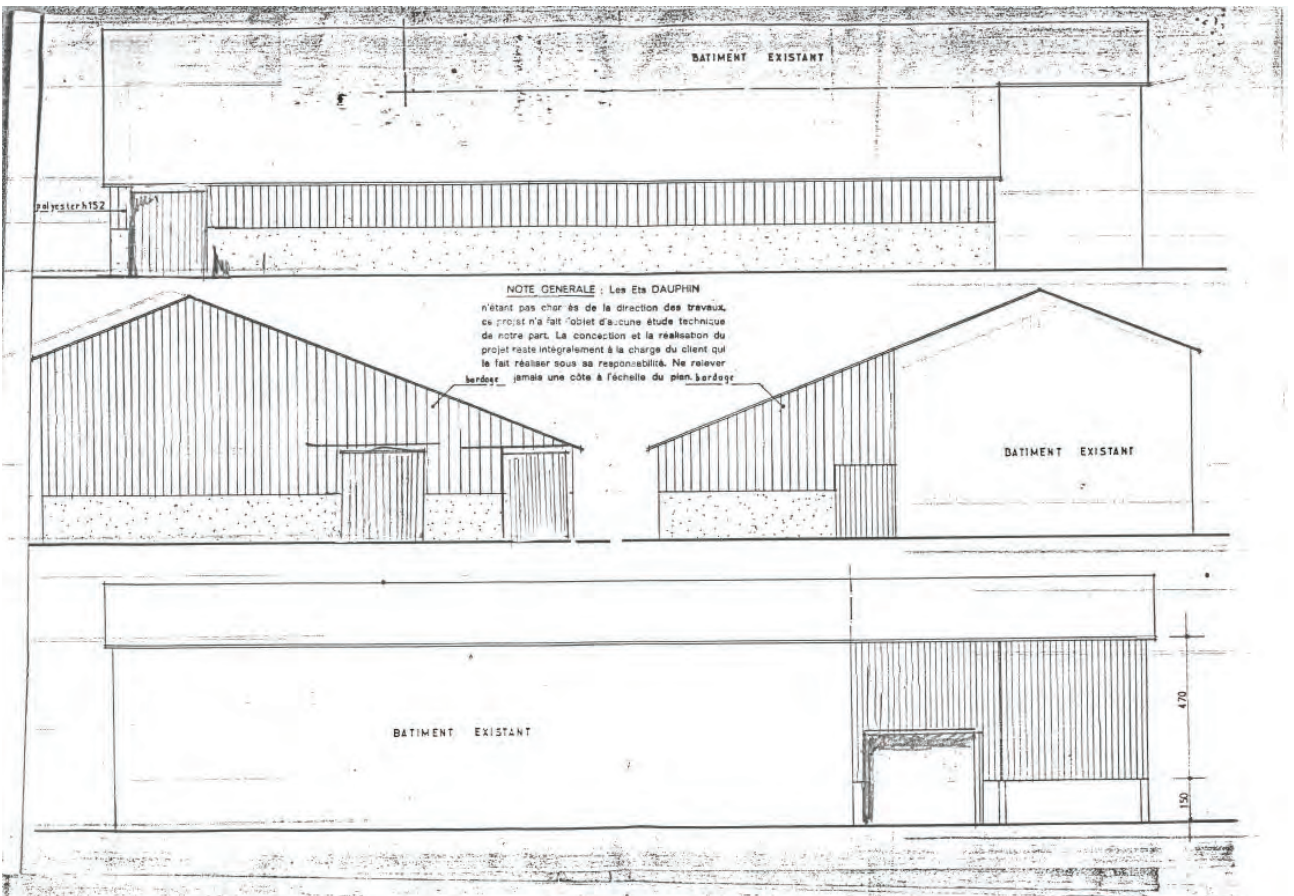 BATIMENT EXISTANT
polyester h152
NOTE GENERALE : Les Ets DAUPHIN
n'étant pas char és de la direction des travaux,
ce projet n'a fait l'objet d'aucune étude technique
de notre part. La conception et la réalisation du
projet reste intégralement à la charge du client qui
le fait réaliser sous sa responsabilité. Ne relever
jamais une côte à l'échelle du plan.
bardage
bardage
BATIMENT EXISTANT
BATIMENT EXISTANT
470
150